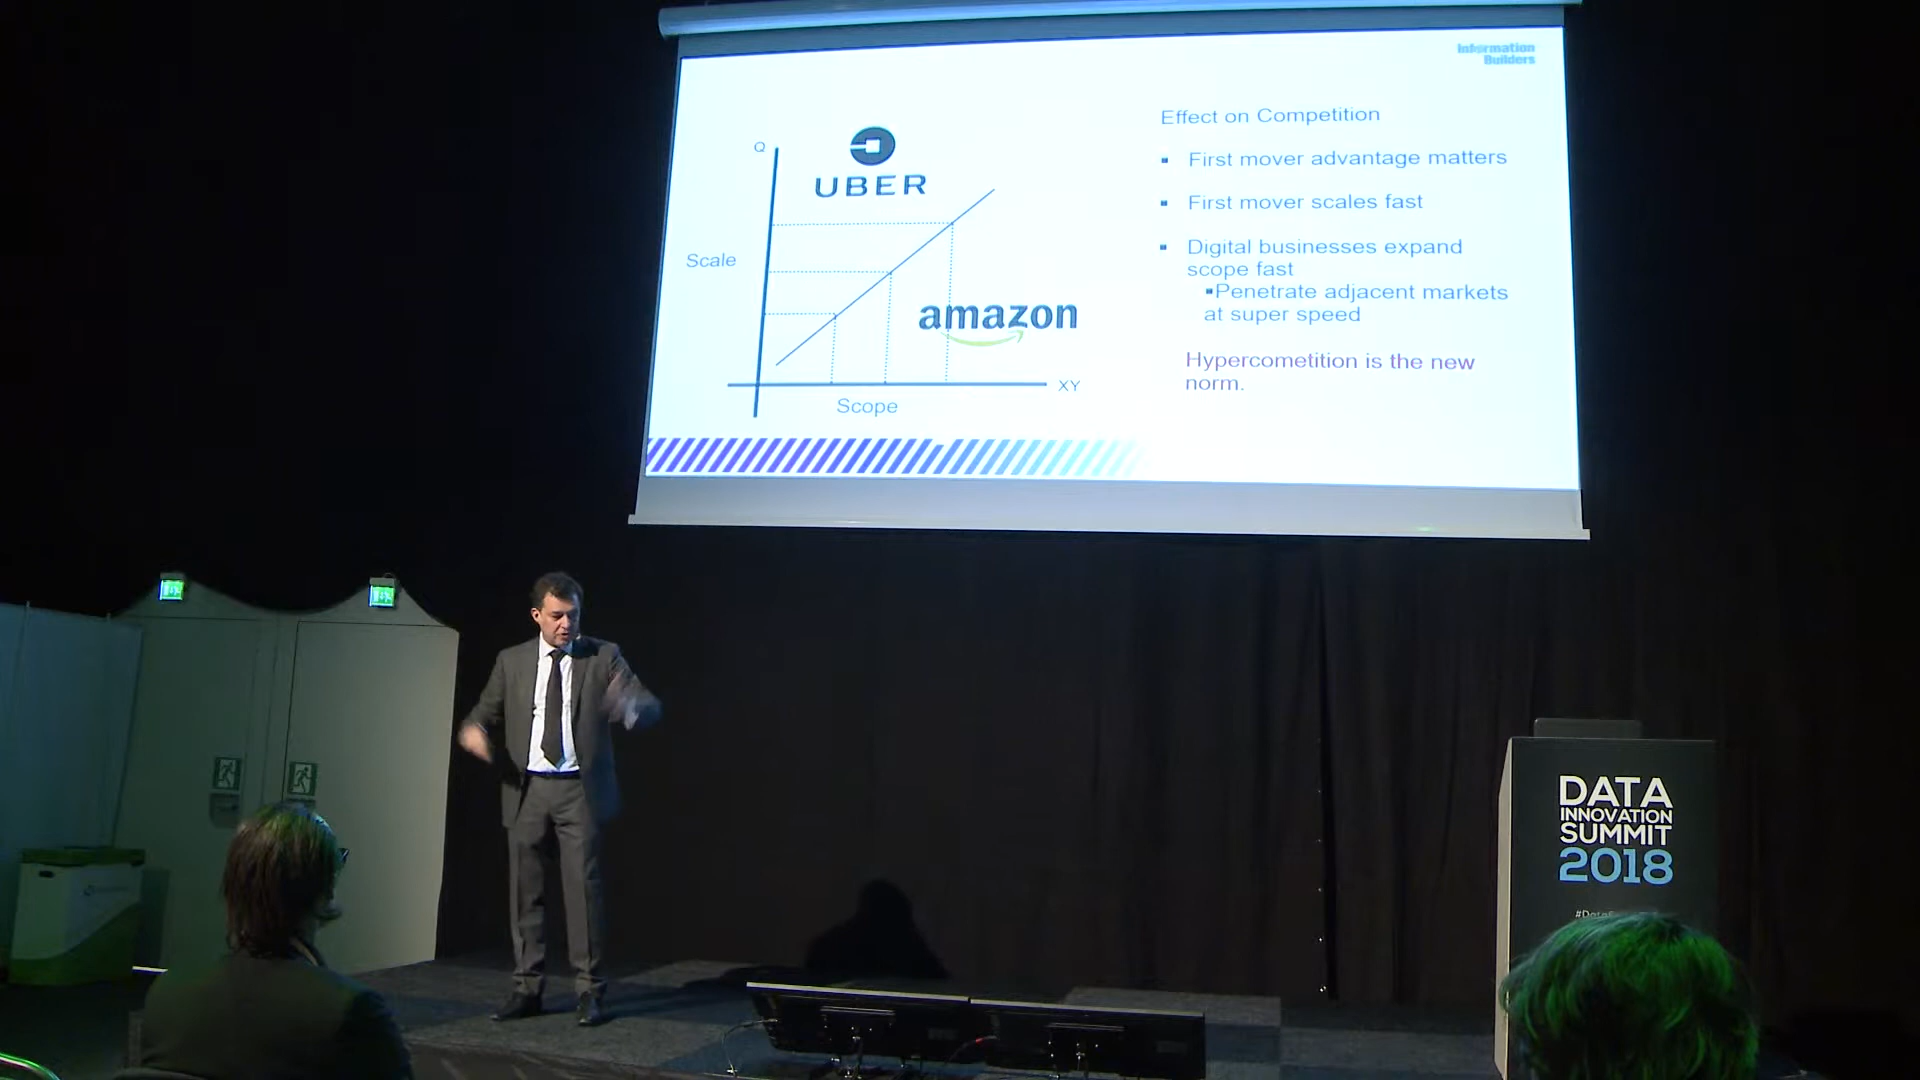 Information
Builders
Effect on Competition
▪ First mover advantage matters
▪ First mover scales fast
▪ Digital businesses expand
scope fast
▪Penetrate adjacent markets
at super speed
Hypercometition is the new
norm.
Q
UBER
Scale
amazon
XY
Scope
DATA
INNOVATION
SUMMIT
2018